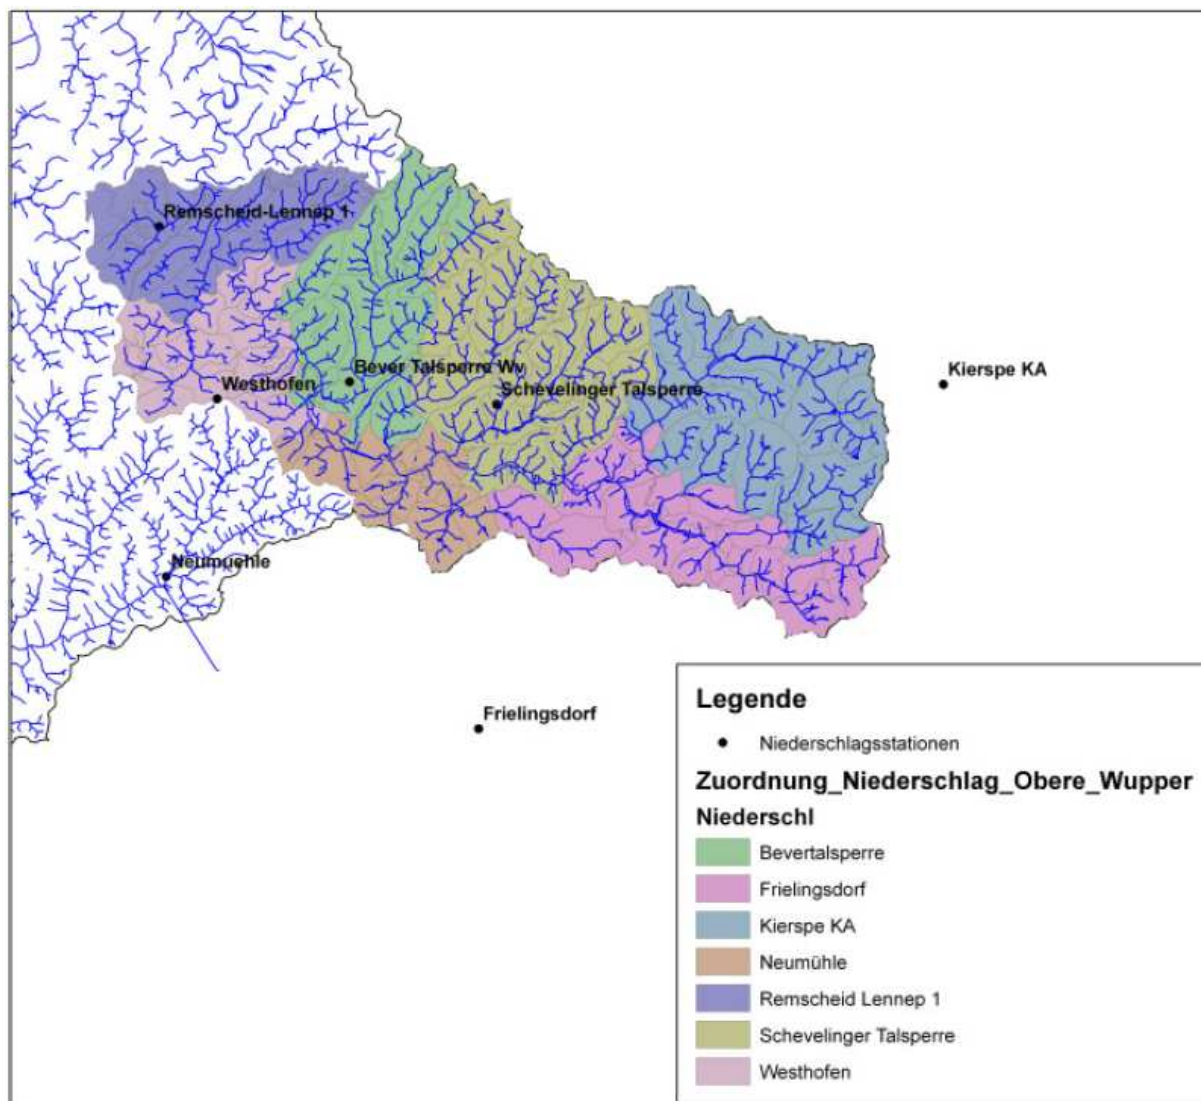 Remscheid-Lennep 1
Bever Talsperre Wv
Kierspe KA
Westhofen
Schevelinger Talsperre
Neumuehle
Frielingsdorf
Legende
Niederschlagsstationen
Zuordnung_Niederschlag_Obere_Wupper
Niederschl
Bevertalsperre
Frielingsdorf
Kierspe KA
Neumühle
Remscheid Lennep 1
Schevelinger Talsperre
Westhofen